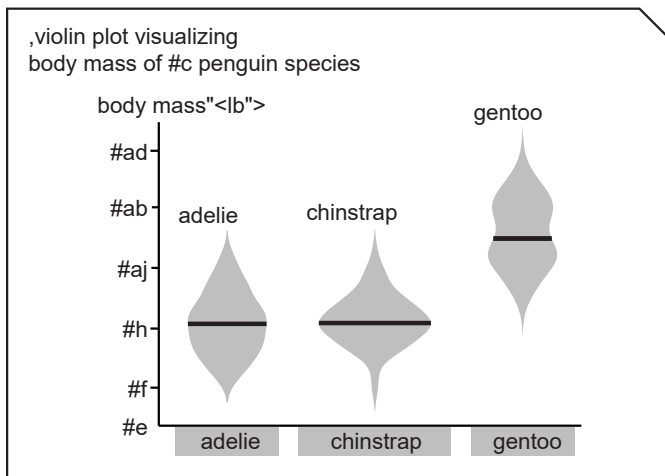 ,violin plot visualizing
body mass of #c penguin species
body mass"<lb">
gentoo
#ad
#ab
adelie
chinstrap
#aj
#h
#f
#e
adelie
chinstrap
gentoo